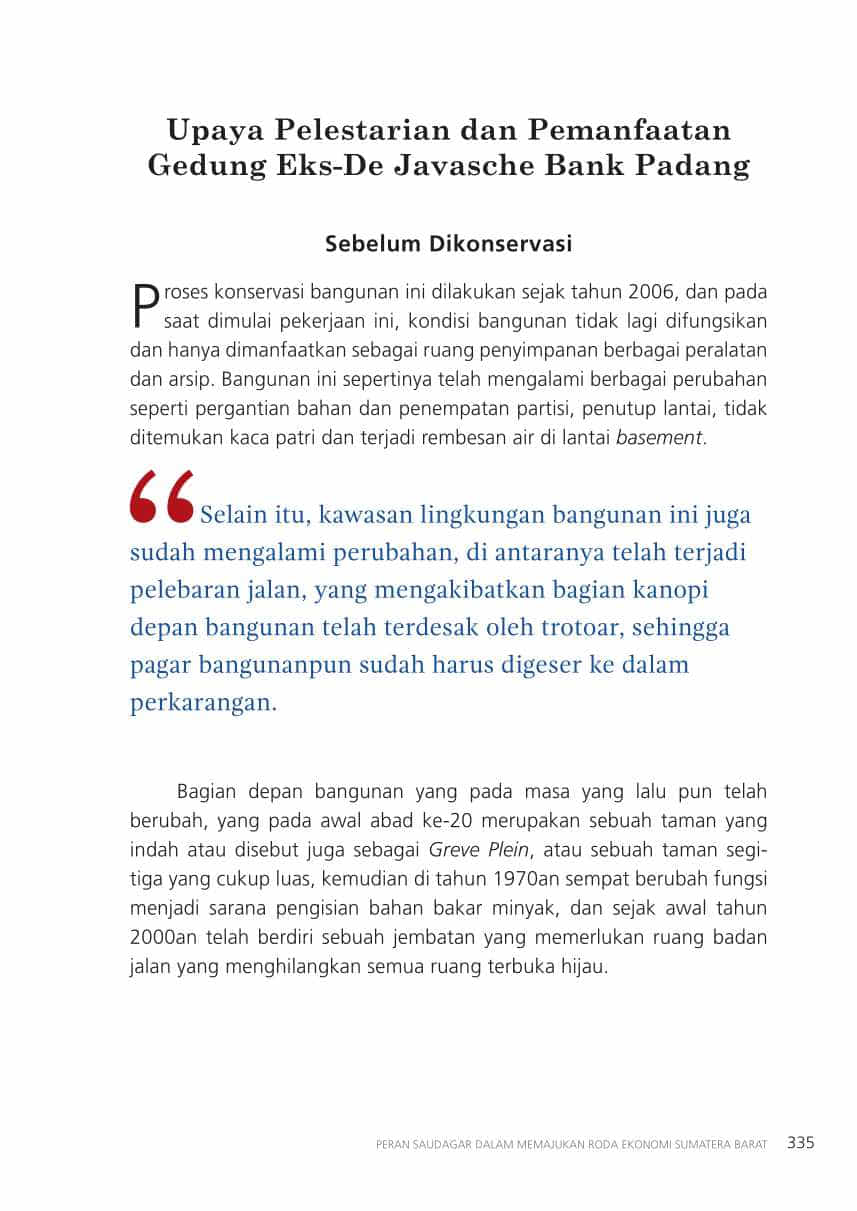 Upaya Pelestarian dan Pemanfaatan
Gedung Eks-De Javasche Bank Padang
Sebelum Dikonservasi
Proses konservasi bangunan ini dilakukan sejak tahun 2006, dan pada
saat dimulai pekerjaan ini, kondisi bangunan tidak lagi difungsikan
dan hanya dimanfaatkan sebagai ruang penyimpanan berbagai peralatan
dan arsip. Bangunan ini sepertinya telah mengalami berbagai perubahan
seperti pergantian bahan dan penempatan partisi, penutup lantai, tidak
ditemukan kaca patri dan terjadi rembesan air di lantai basement.
“Selain itu, kawasan lingkungan bangunan ini juga
sudah mengalami perubahan, di antaranya telah terjadi
pelebaran jalan, yang mengakibatkan bagian kanopi
depan bangunan telah terdesak oleh trotoar, sehingga
pagar bangunanpun sudah harus digeser ke dalam
perkarangan.
Bagian depan bangunan yang pada masa yang lalu pun telah
berubah, yang pada awal abad ke-20 merupakan sebuah taman yang
indah atau disebut juga sebagai Greve Plein, atau sebuah taman segi-
tiga yang cukup luas, kemudian di tahun 1970an sempat berubah fungsi
menjadi sarana pengisian bahan bakar minyak, dan sejak awal tahun
2000an telah berdiri sebuah jembatan yang memerlukan ruang badan
jalan yang menghilangkan semua ruang terbuka hijau.
PERAN SAUDAGAR DALAM MEMAJUKAN RODA EKONOMI SUMATERA BARAT 335